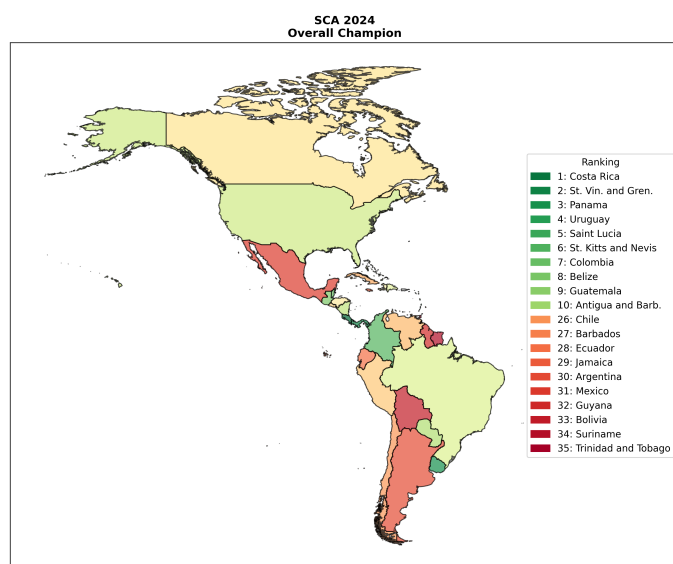 SCA 2024
Overall Champion
Ranking
1: Costa Rica
2: St. Vin. and Gren.
3: Panama
4: Uruguay
5: Saint Lucia
6: St. Kitts and Nevis
7: Colombia
8: Belize
9: Guatemala
10: Antigua and Barb.
26: Chile
27: Barbados
28: Ecuador
29: Jamaica
30: Argentina
31: Mexico
32: Guyana
33: Bolivia
34: Suriname
35: Trinidad and Tobago